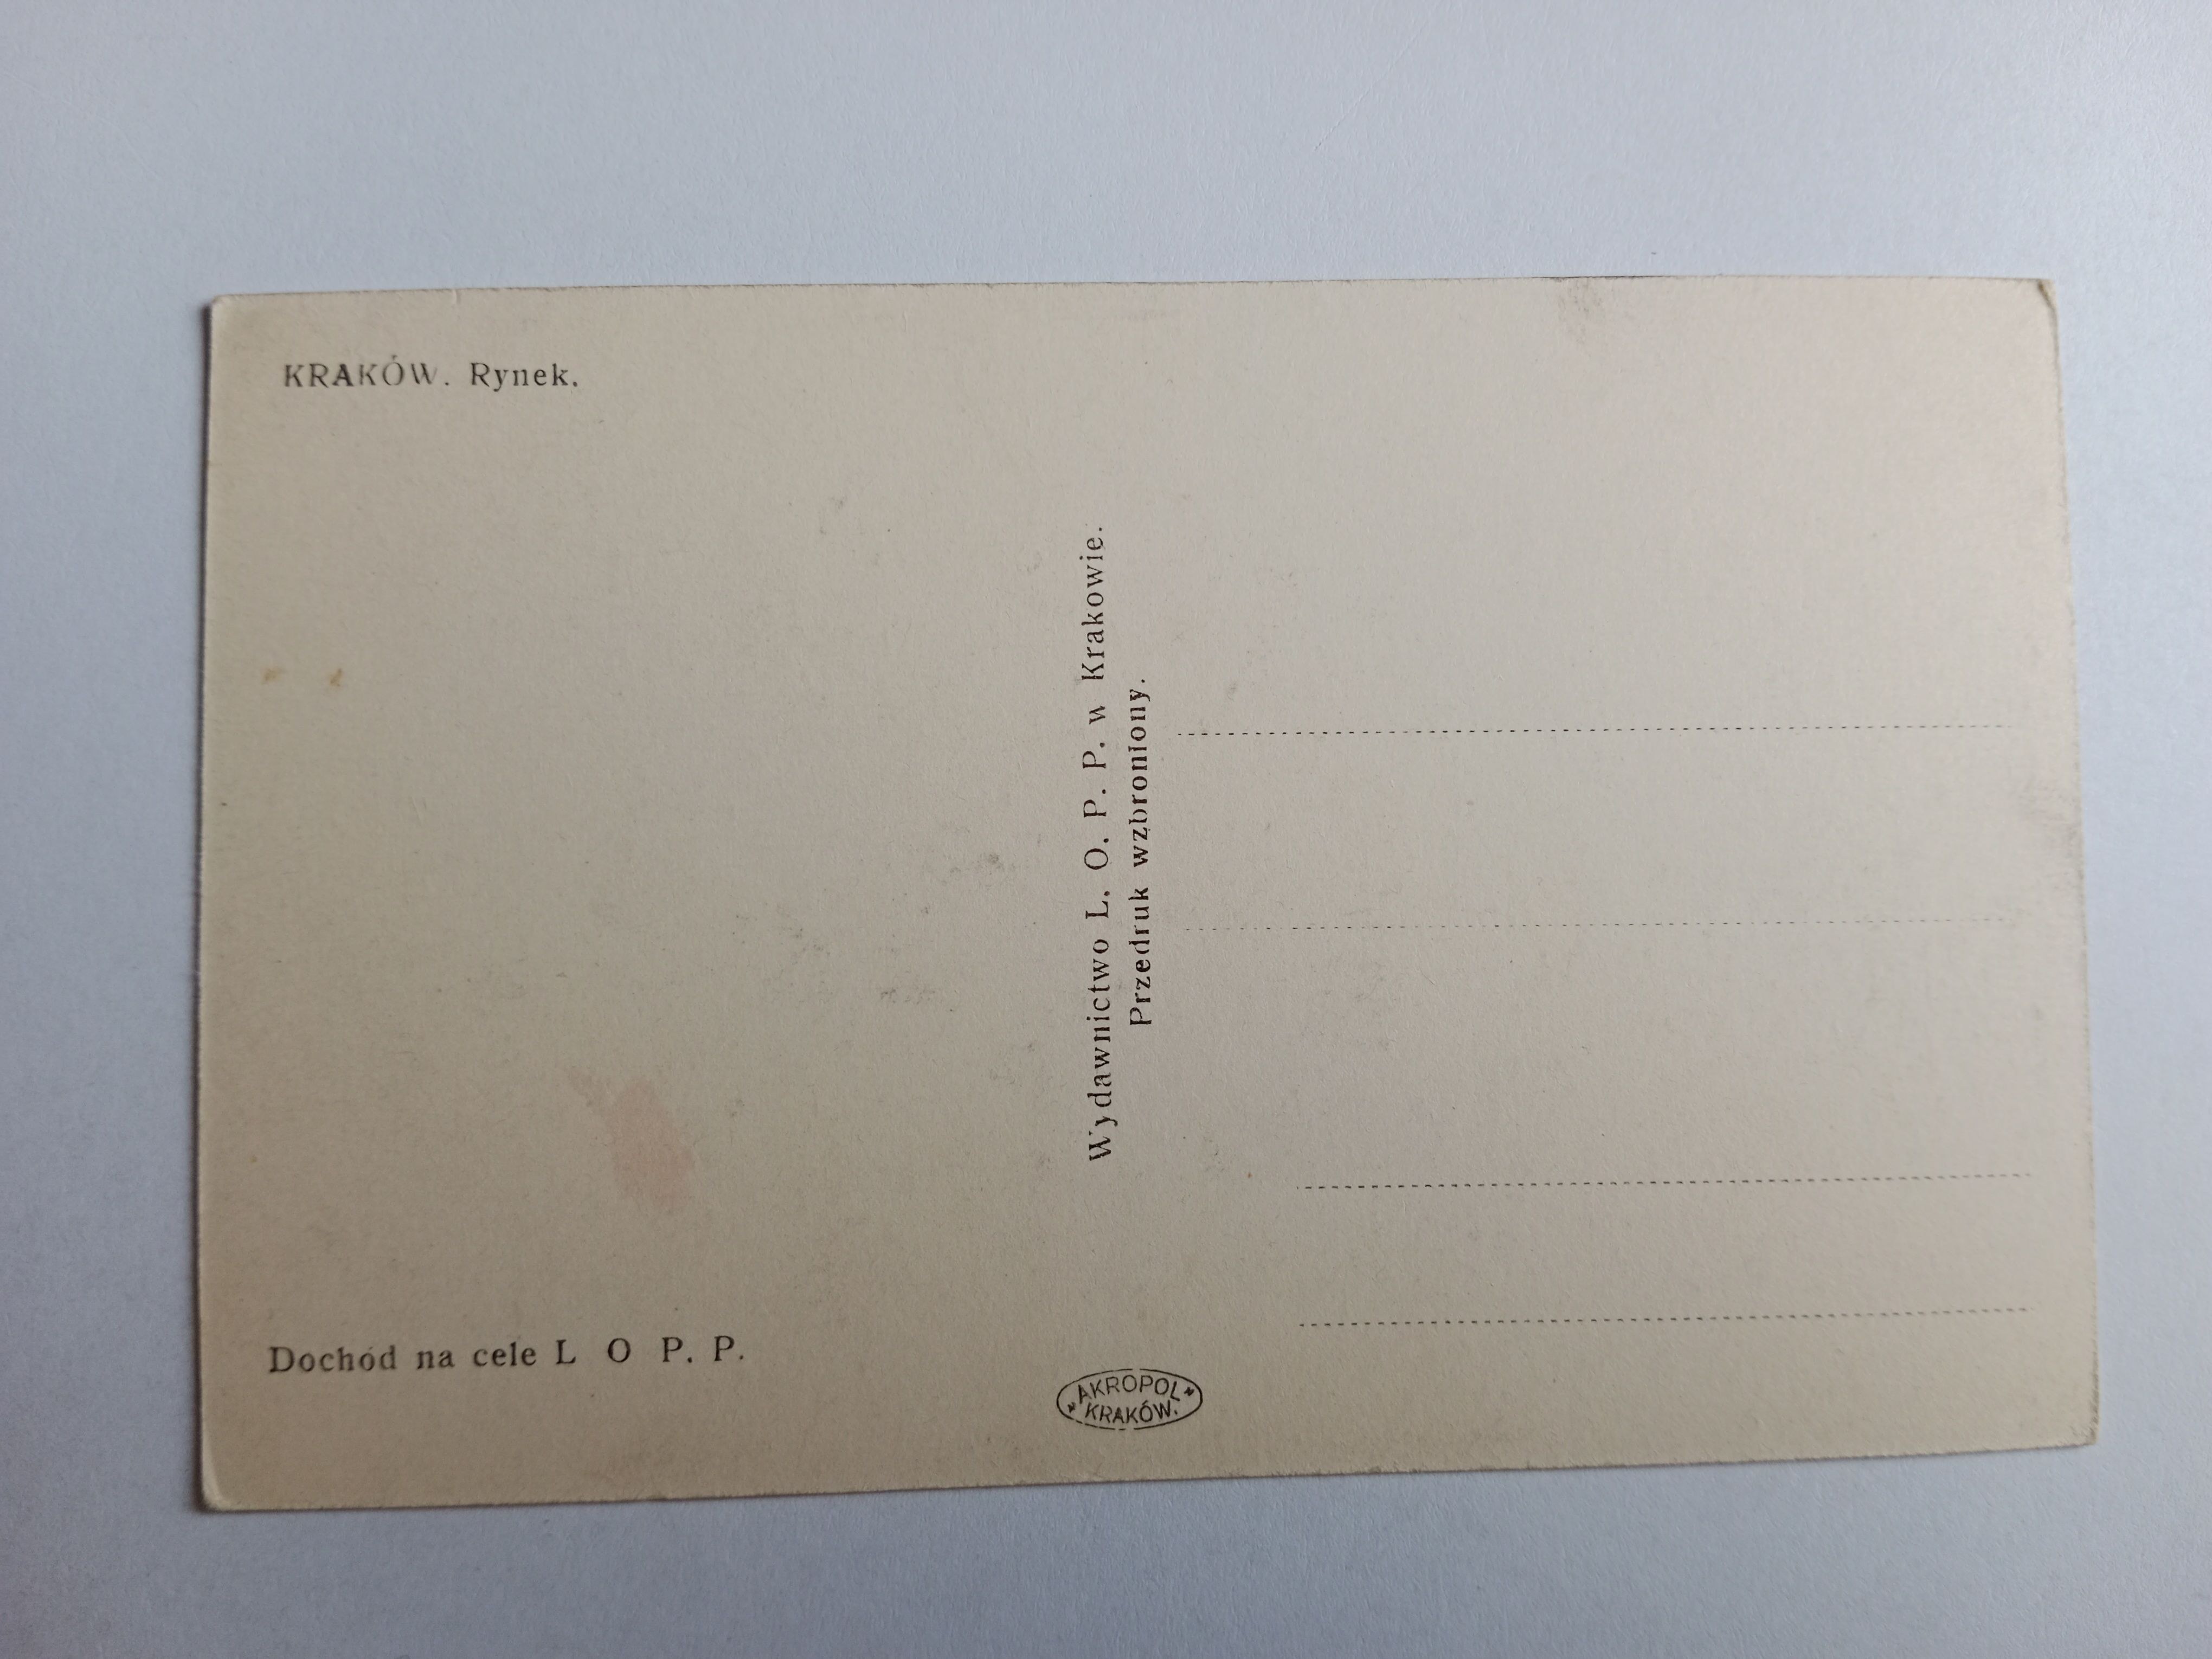 KRAKÓW. Rynek.
Wydawnictwo L. O. P. P. w Krakowie.
Przedruk wzbroniony.
Dochód na cele L O P. P.
AKROPOL
KRAKÓW.